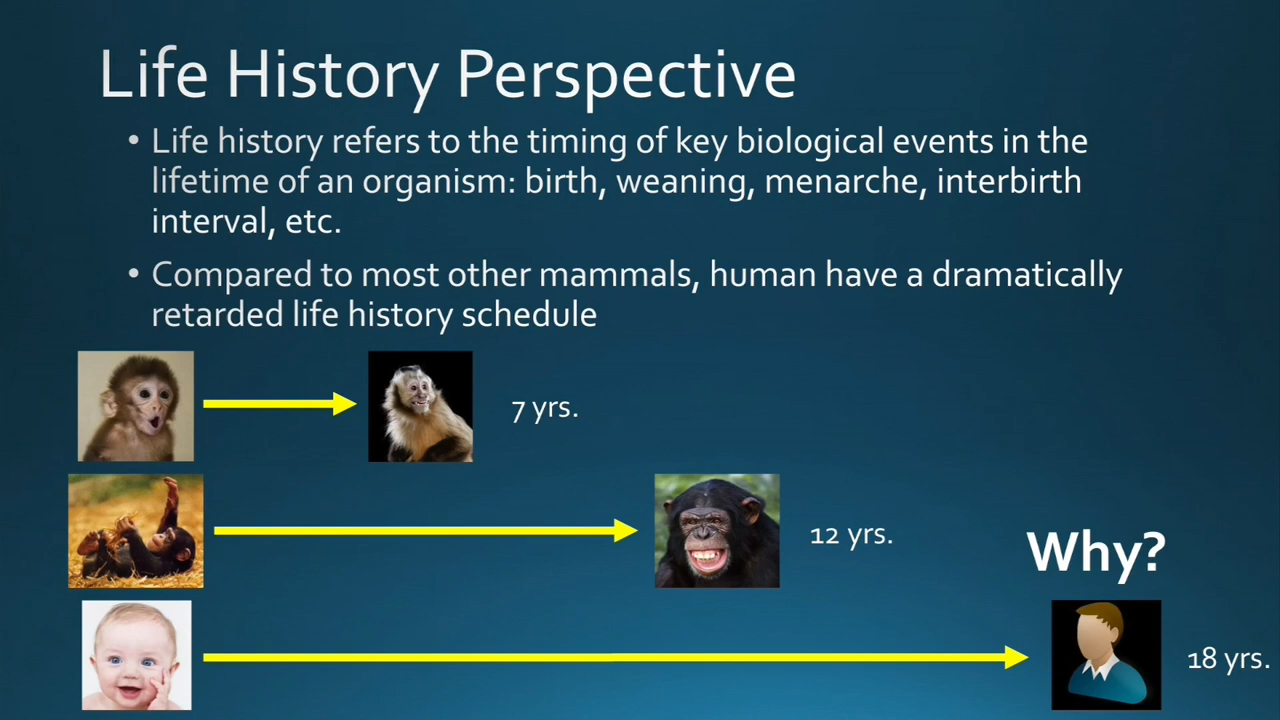 Life History Perspective
• Life history refers to the timing of key biological events in the
lifetime of an organism: birth, weaning, menarche, interbirth
interval, etc.
• Compared to most other mammals, human have a dramatically
retarded life history schedule
7 yrs.
12 yrs.
Why?
18 yrs.